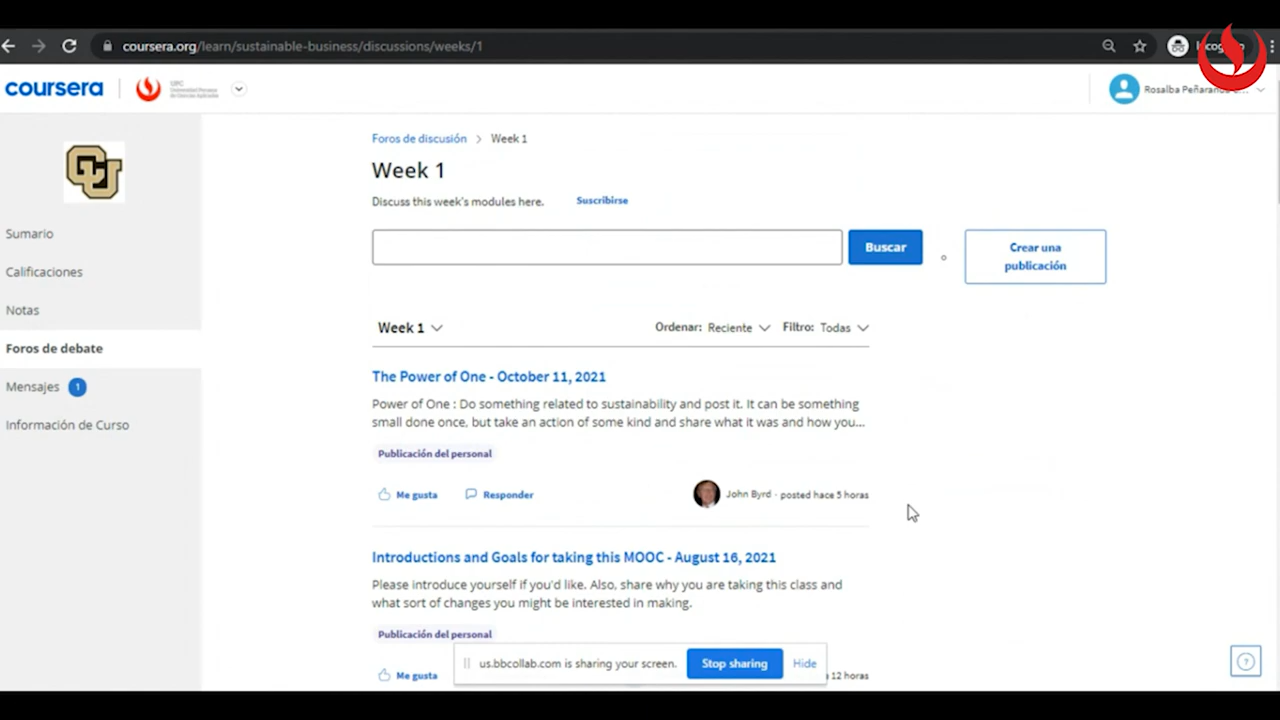 coursera.org/learn/sustainable-business/discussions/weeks/1
coursera
UPC
Rosalba Peñaranda
Foros de discusión > Week 1
Week 1
Discuss this week's modules here.
Suscribirse
Buscar
Crear una
publicación
Sumario
Calificaciones
Notas
Foros de debate
Mensajes 1
Información de Curso
Week 1
Ordenar: Reciente
Filtro: Todas
The Power of One - October 11, 2021
Power of One : Do something related to sustainability and post it. It can be something
small done once, but take an action of some kind and share what it was and how you...
Publicación del personal
Me gusta
Responder
John Byrd · posted hace 5 horas
Introductions and Goals for taking this MOOC - August 16, 2021
Please introduce yourself if you'd like. Also, share why you are taking this class and
what sort of changes you might be interested in making.
Publicación del personal
us.bbcollab.com is sharing your screen.
Stop sharing
Hide
Me gusta
12 horas